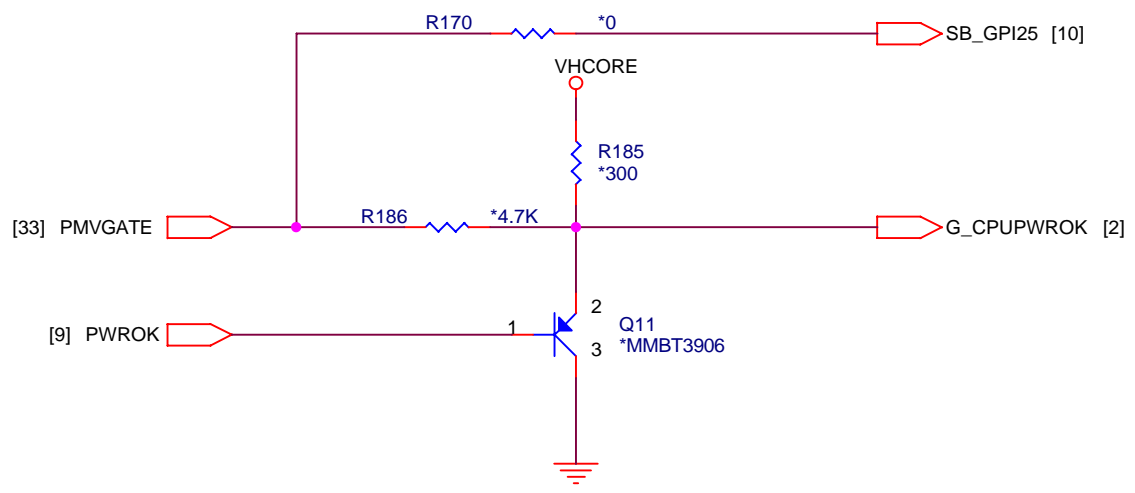 R170 *0 SB_GPI25 [10]
VHCORE
R185
*300
[33] PMVGATE R186 *4.7K G_CPUPWROK [2]
2
[9] PWROK 1 Q11
3 *MMBT3906